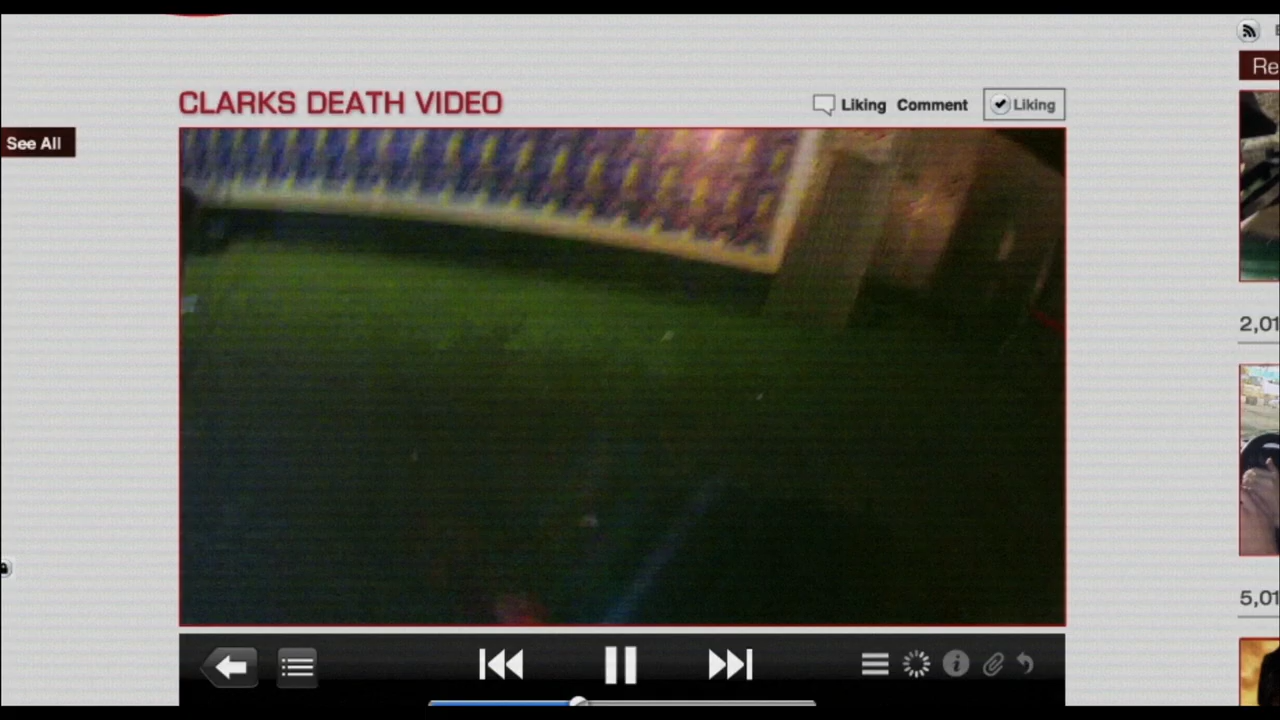 CLARKS DEATH VIDEO
Liking Comment Liking
See All
Re
2,01
5,01